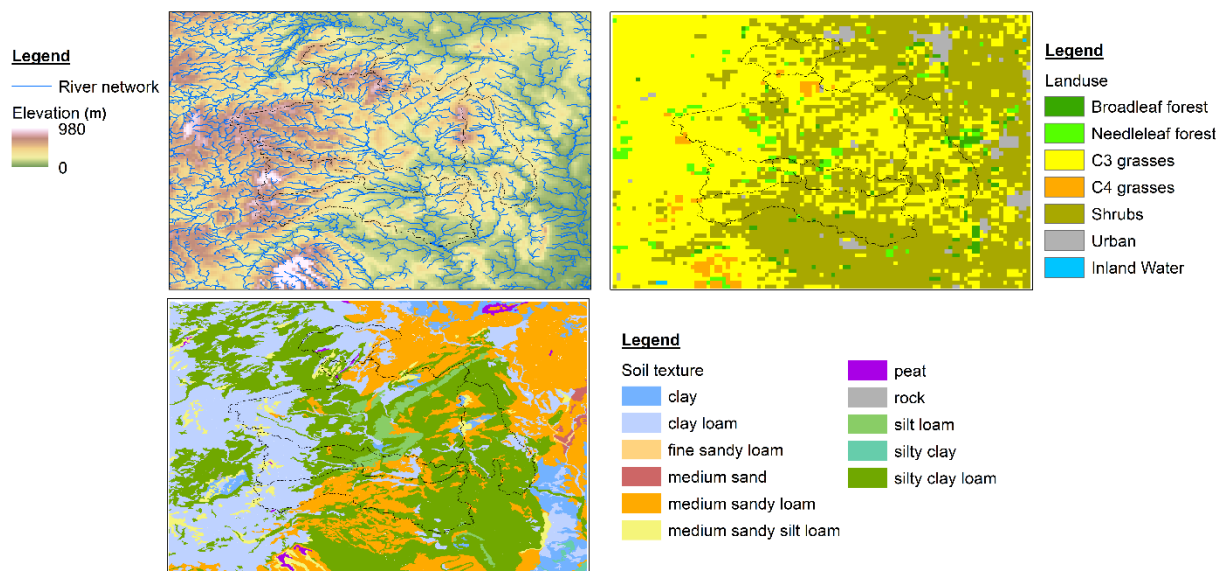 Legend
River network
Elevation (m)
980
0
Legend
Landuse
Broadleaf forest
Needleleaf forest
C3 grasses
C4 grasses
Shrubs
Urban
Inland Water
Legend
Soil texture
clay
clay loam
fine sandy loam
medium sand
medium sandy loam
medium sandy silt loam
peat
rock
silt loam
silty clay
silty clay loam